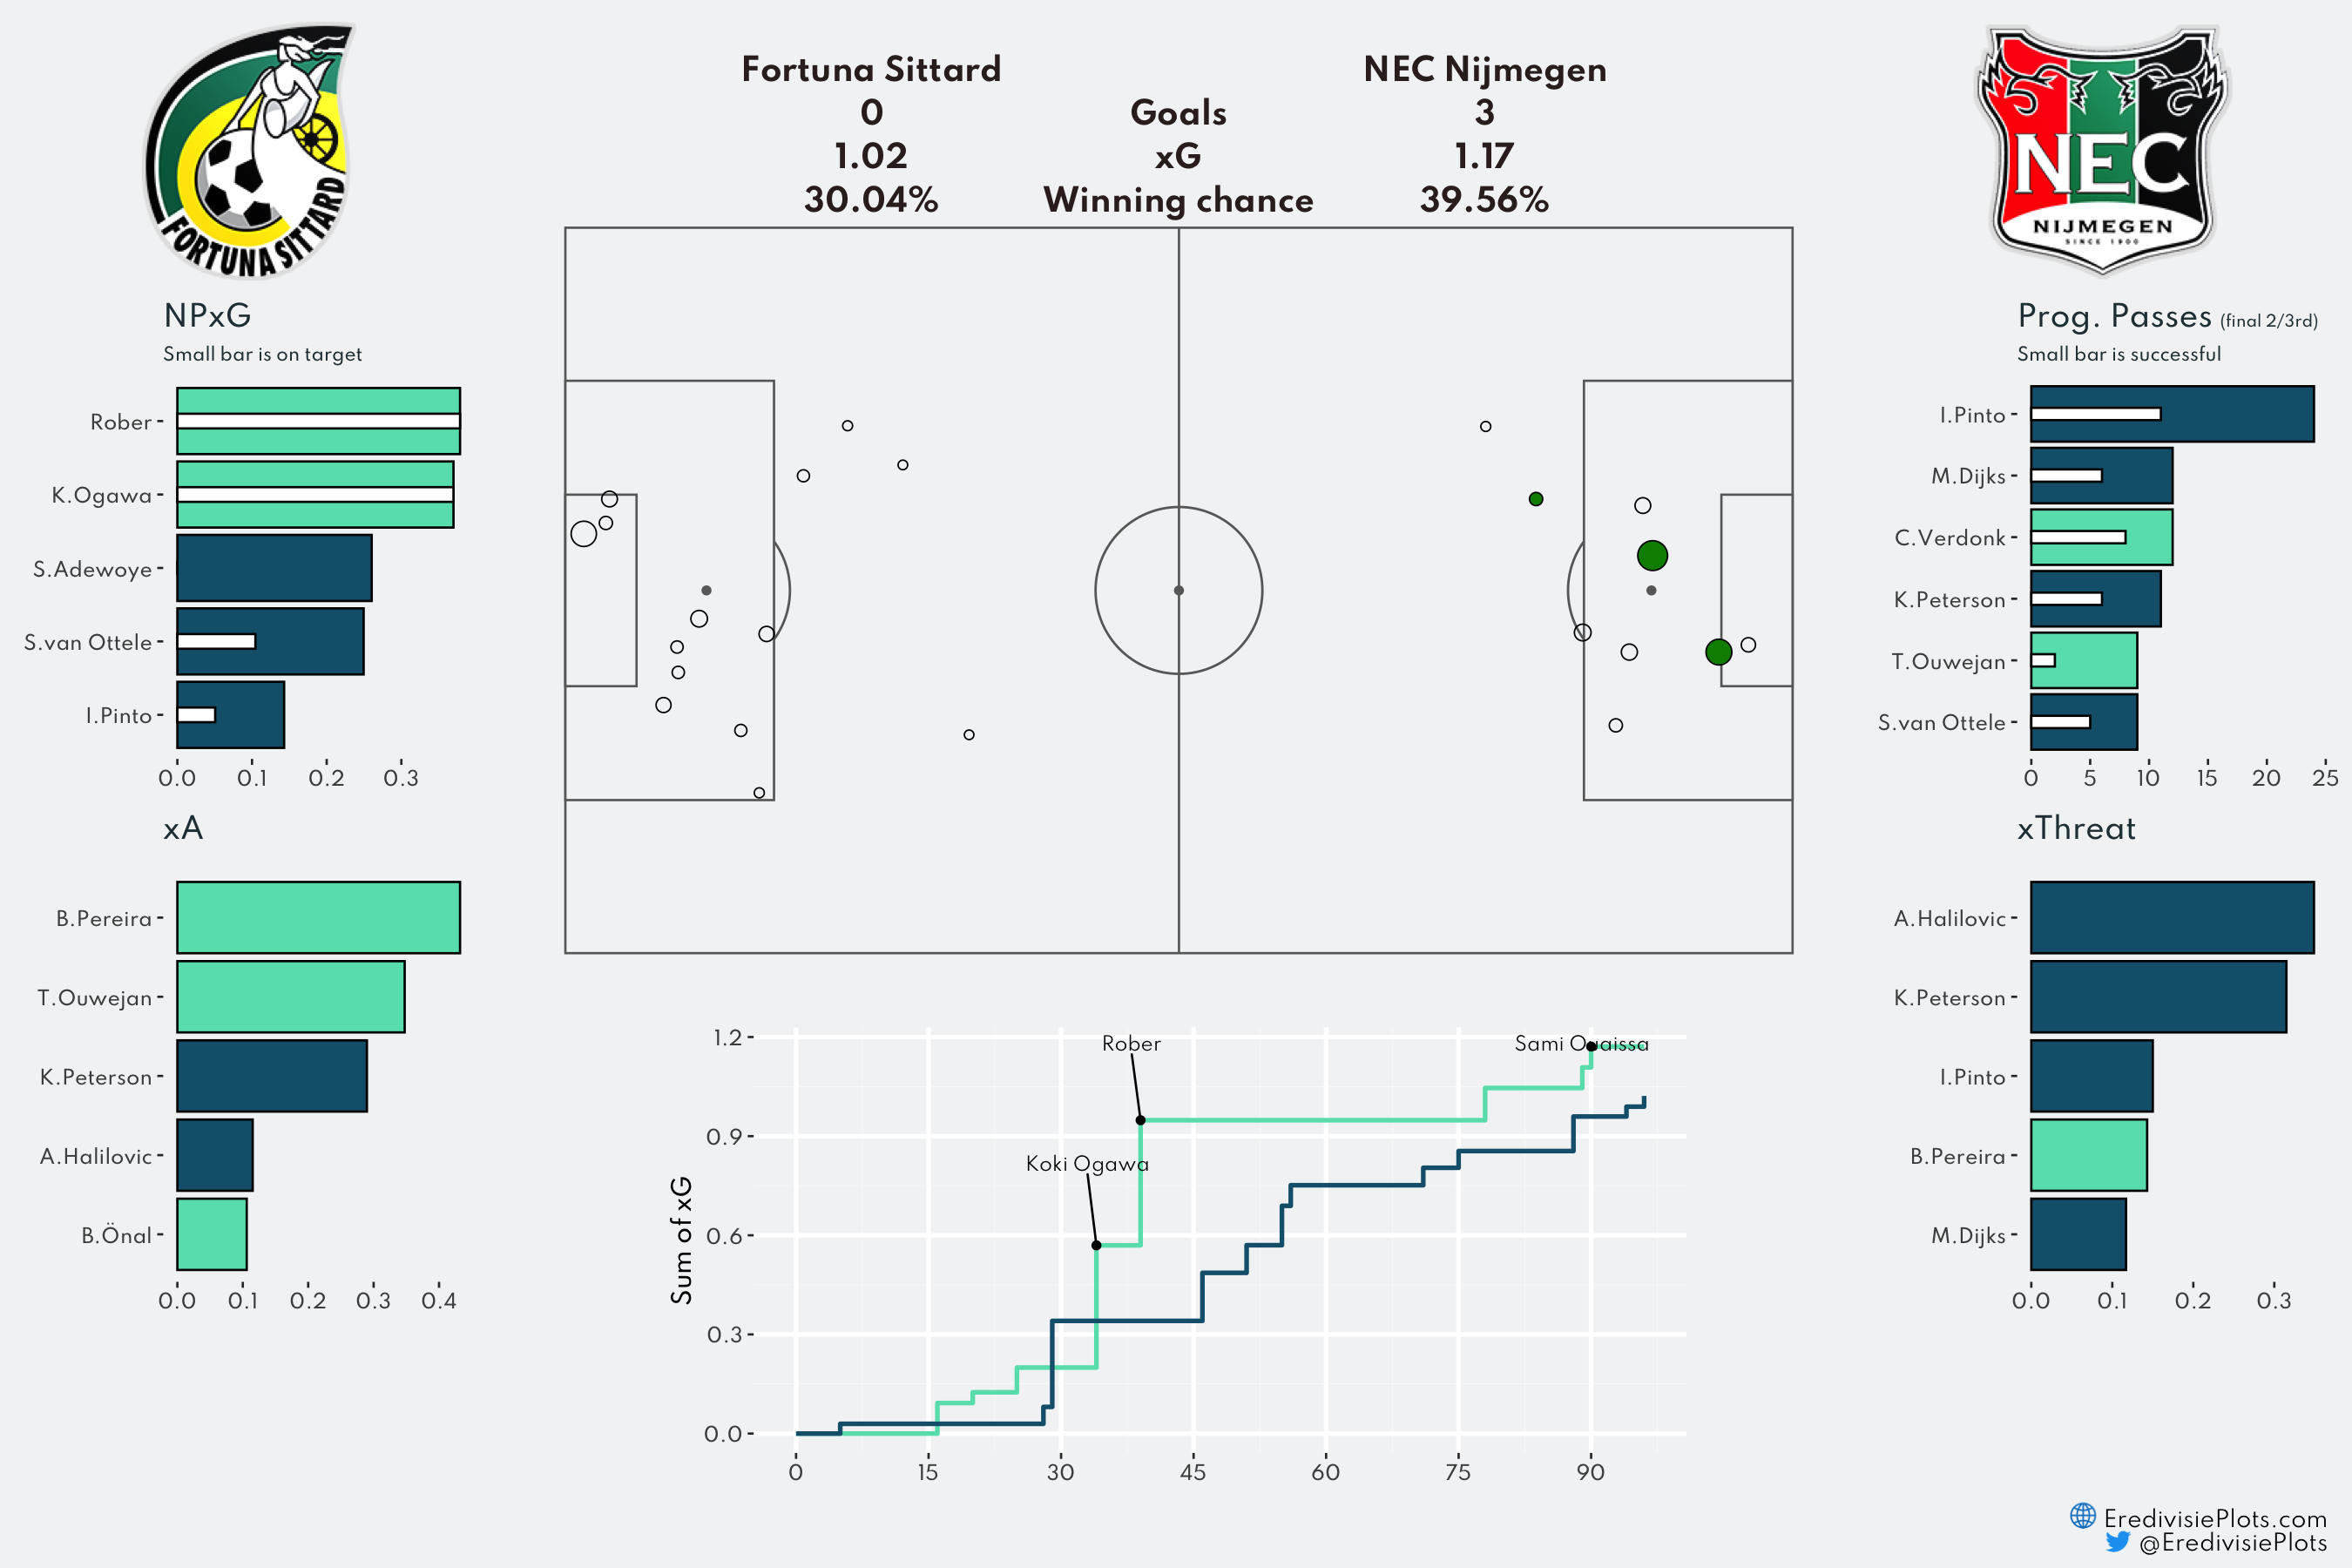 Fortuna Sittard NEC Nijmegen
0 Goals 3
1.02 xG 1.17
30.04% Winning chance 39.56%
FORTUNA SITTARD
NEC
NIJMEGEN
SINCE 1900
NPxG
Small bar is on target
Rober
K.Ogawa
S.Adewoye
S.van Ottele
I.Pinto
0.0 0.1 0.2 0.3
xA
B.Pereira
T.Ouwejan
K.Peterson
A.Halilovic
B.Önal
0.0 0.1 0.2 0.3 0.4
Sum of xG
1.2
0.9
0.6
0.3
0.0
Rober
Koki Ogawa
Sami Ouaissa
0 15 30 45 60 75 90
Prog. Passes (final 2/3rd)
Small bar is successful
I.Pinto
M.Dijks
C.Verdonk
K.Peterson
T.Ouwejan
S.van Ottele
0 5 10 15 20 25
xThreat
A.Halilovic
K.Peterson
I.Pinto
B.Pereira
M.Dijks
0.0 0.1 0.2 0.3
EredivisiePlots.com
@EredivisiePlots